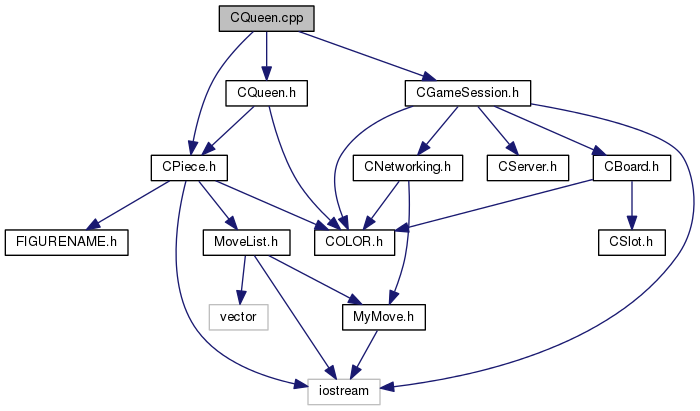 CQueen.cpp
CQueen.h
CGameSession.h
CPiece.h
CNetworking.h
CServer.h
CBoard.h
FIGURENAME.h
MoveList.h
COLOR.h
CSlot.h
vector
MyMove.h
iostream